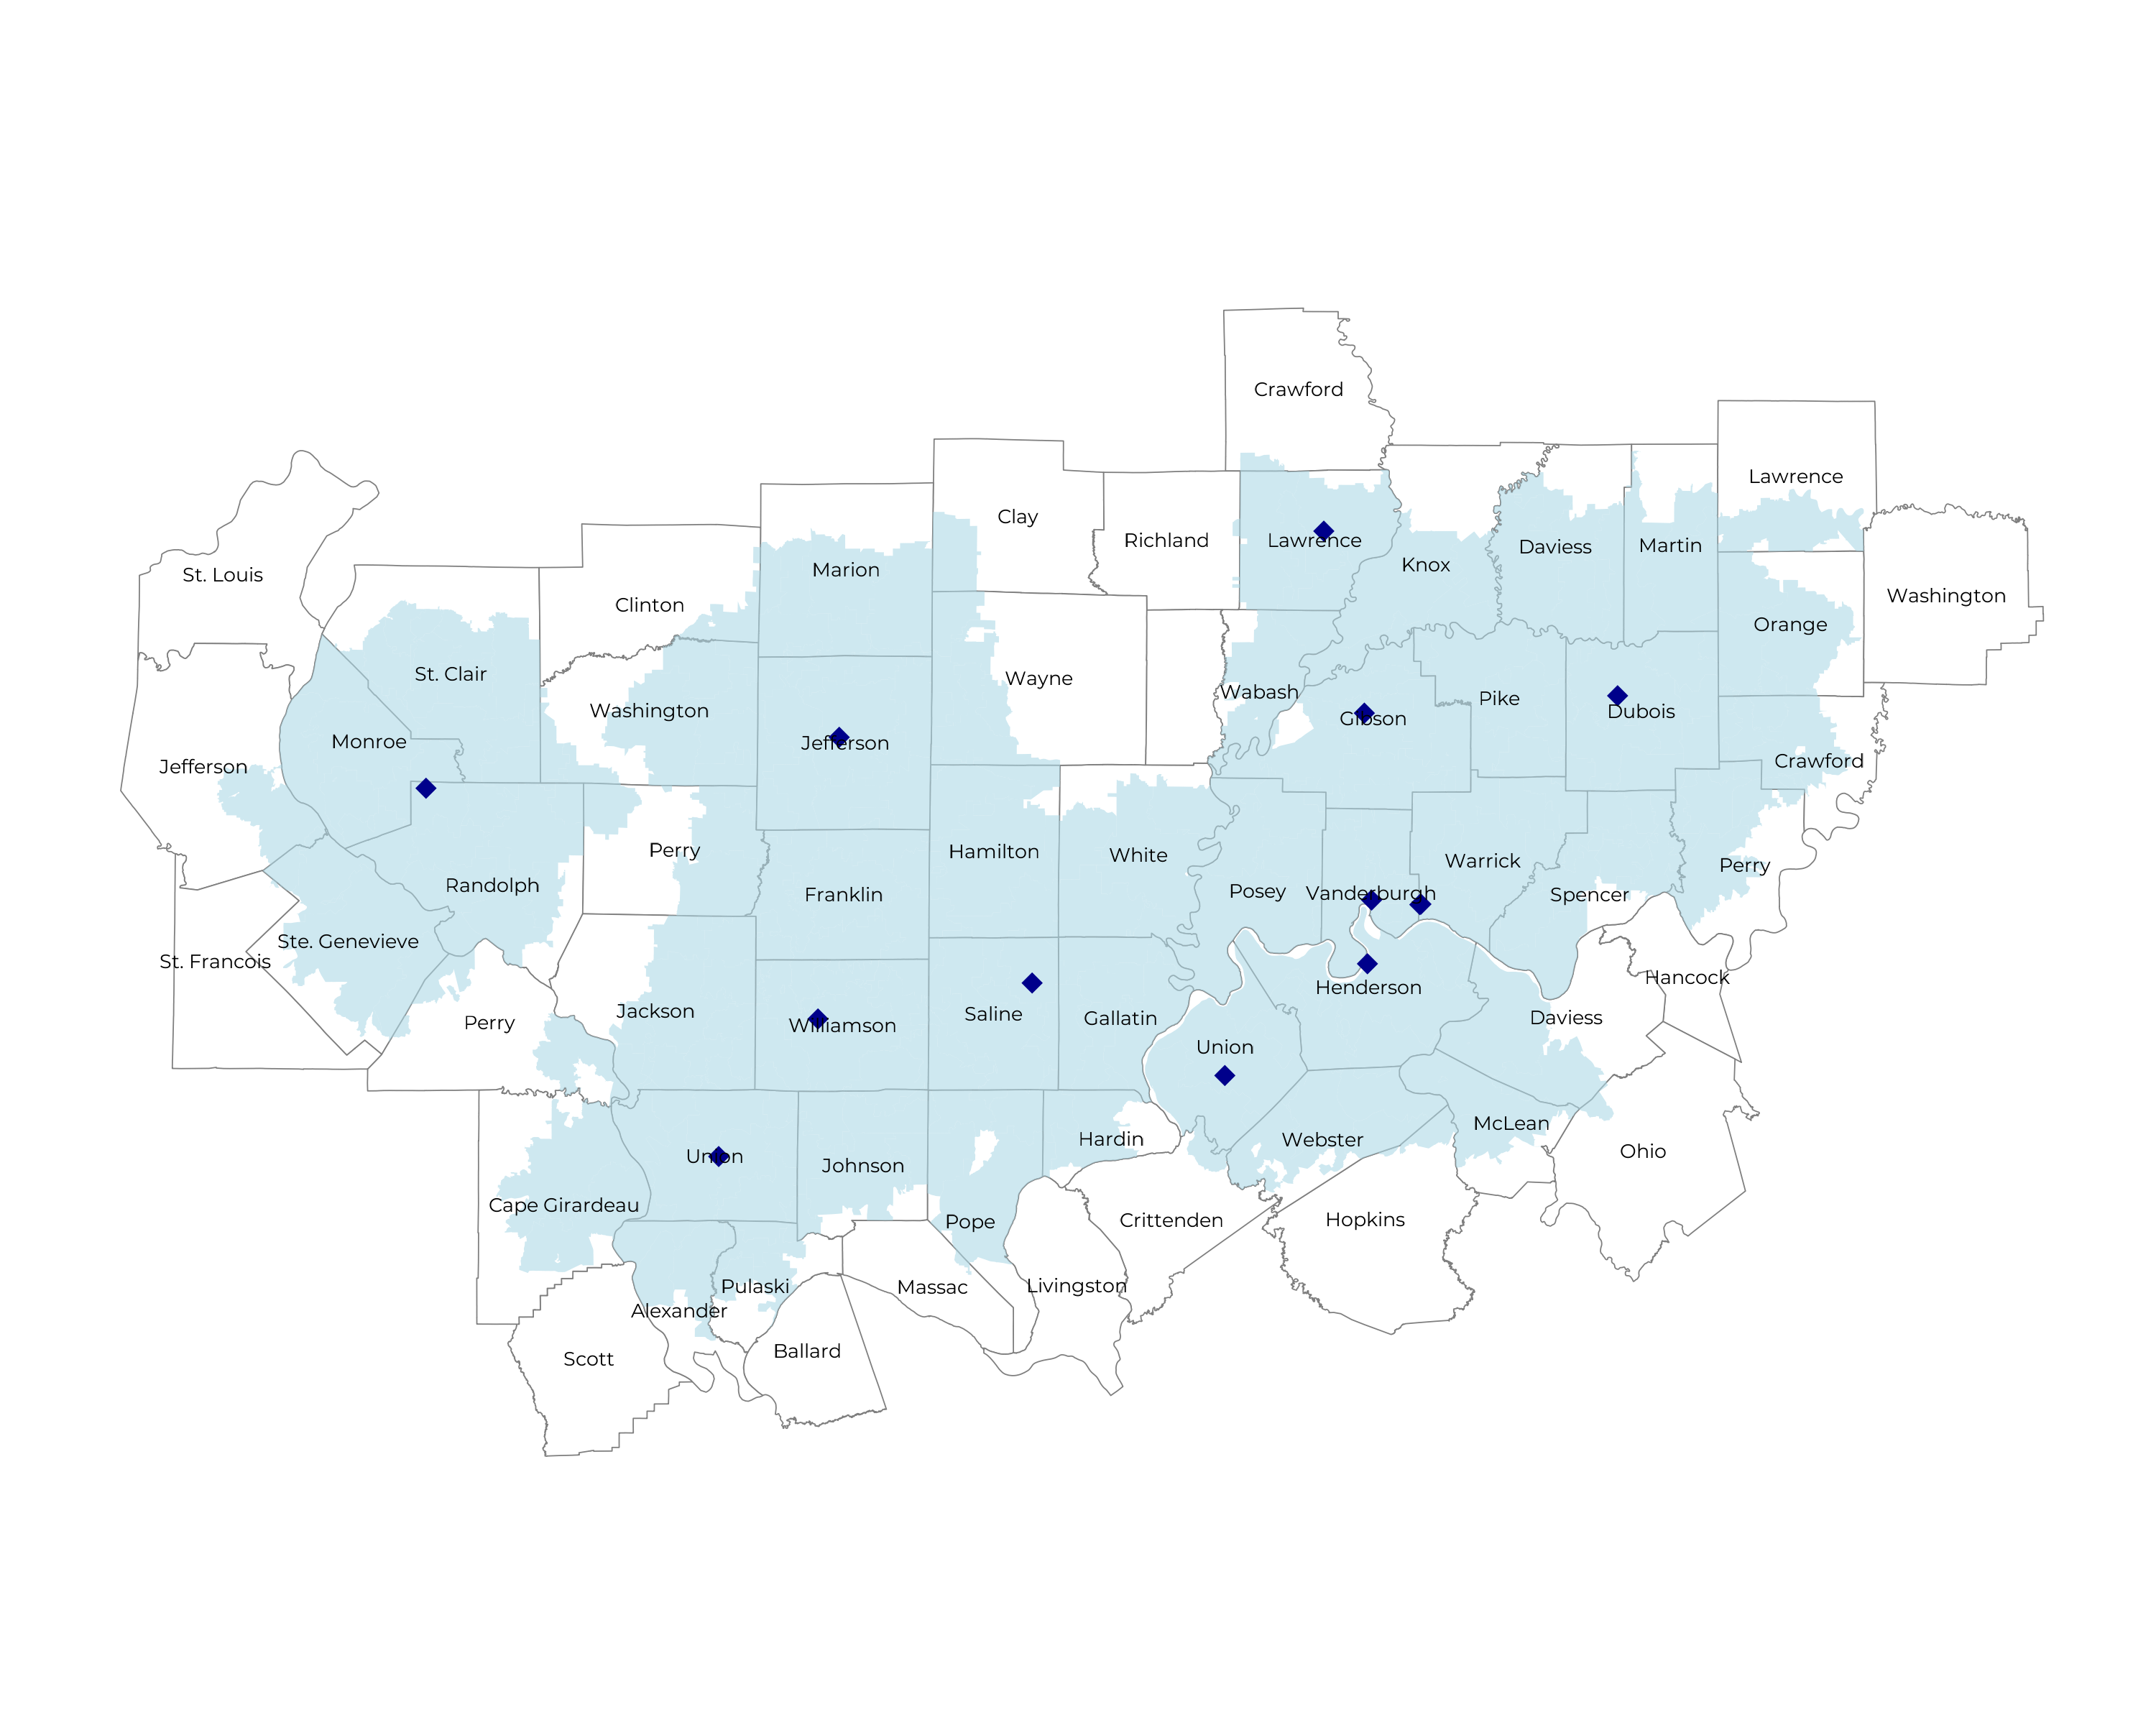 Crawford
Lawrence
Clay
Richland
Lawrence
Daviess
Martin
Knox
St. Louis
Marion
Clinton
Washington
Orange
St. Clair
Wayne
Wabash
Pike
Washington
Gibson
Dubois
Monroe
Jefferson
Crawford
Jefferson
Perry
Hamilton
White
Warrick
Perry
Randolph
Franklin
Posey
Vanderburgh
Spencer
Ste. Genevieve
St. Francois
Hancock
Henderson
Jackson
Saline
Gallatin
Daviess
Perry
Williamson
Union
McLean
Hardin
Webster
Ohio
Union
Johnson
Cape Girardeau
Pope
Crittenden
Hopkins
Pulaski
Massac
Livingston
Alexander
Ballard
Scott